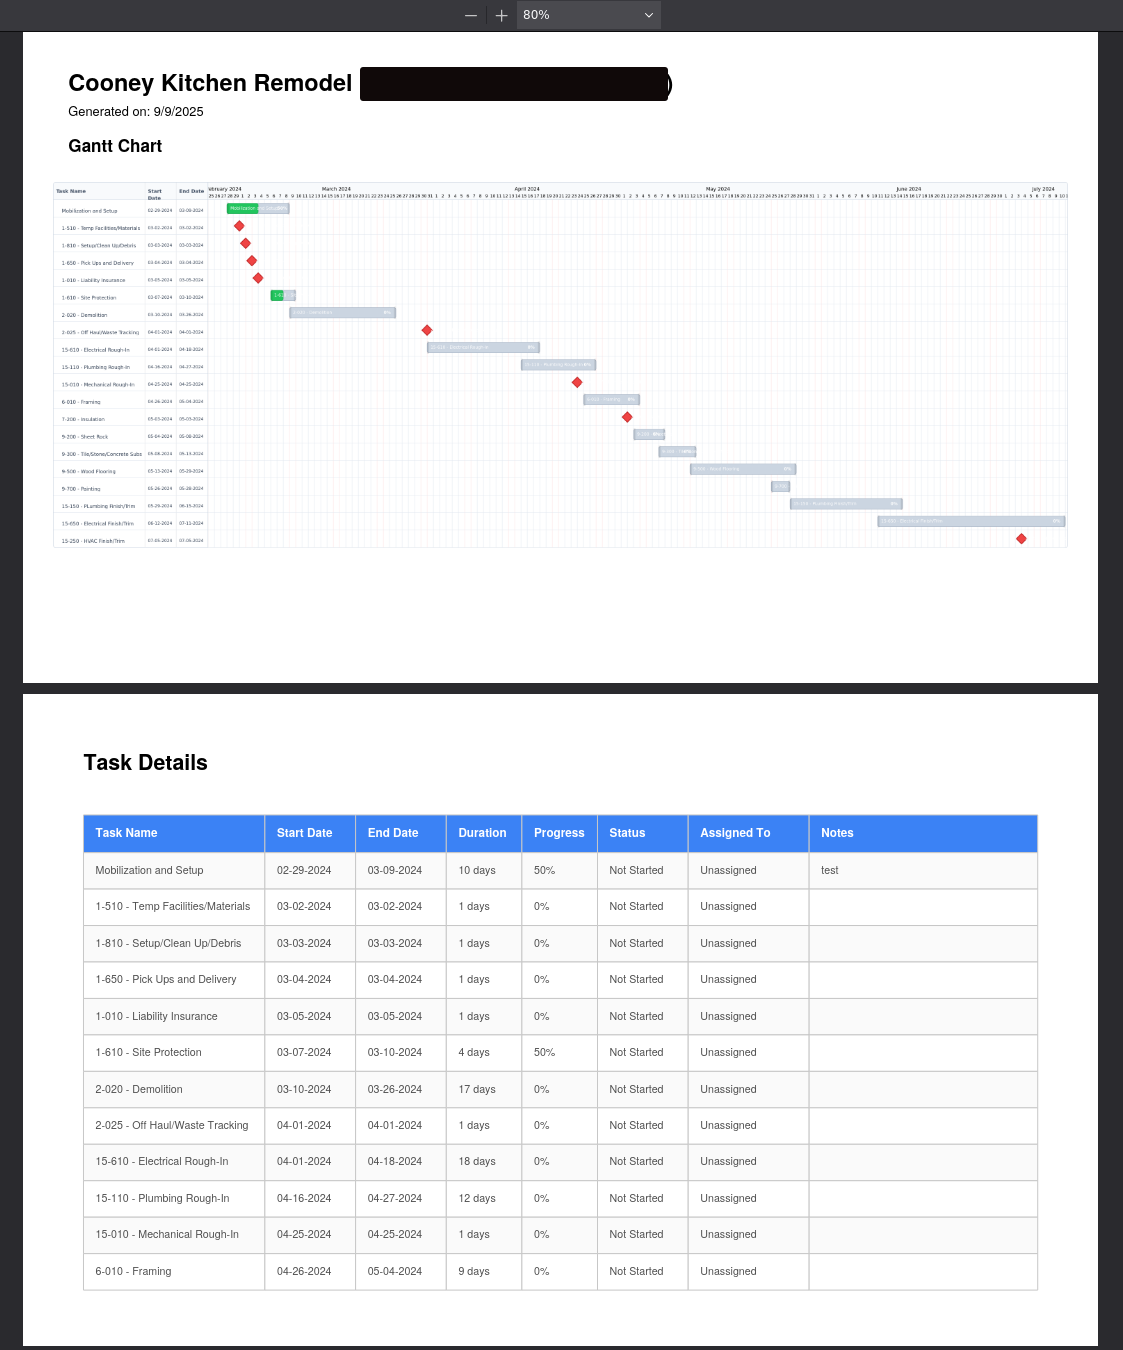 80%
Cooney Kitchen Remodel )
Generated on: 9/9/2025
Gantt Chart
Task Name Start Date End Date
March 2024 April 2024 May 2024 June 2024 July 2024
Mobilization and Setup 02-29-2024 03-09-2024
1-510 - Temp Facilities/Materials 03-02-2024 03-02-2024
1-810 - Setup/Clean Up/Debris 03-03-2024 03-03-2024
1-650 - Pick Ups and Delivery 03-04-2024 03-04-2024
1-010 - Liability Insurance 03-05-2024 03-05-2024
1-610 - Site Protection 03-07-2024 03-10-2024
2-020 - Demolition 03-10-2024 03-26-2024
2-025 - Off Haul/Waste Tracking 04-01-2024 04-01-2024
15-610 - Electrical Rough-In 04-01-2024 04-18-2024
15-110 - Plumbing Rough-In 04-16-2024 04-27-2024
15-010 - Mechanical Rough-In 04-25-2024 04-25-2024
6-010 - Framing 04-26-2024 05-04-2024
7-200 - Insulation 05-03-2024 05-03-2024
9-200 - Sheet Rock 05-04-2024 05-08-2024
9-300 - Tile/Stone/Concrete Subs 05-08-2024 05-13-2024
9-500 - Wood Flooring 05-13-2024 05-29-2024
9-700 - Painting 05-26-2024 05-28-2024
15-150 - PLumbing Finish/Trim 05-29-2024 06-15-2024
15-650 - Electrical Finish/Trim 06-12-2024 07-11-2024
15-250 - HVAC Finish/Trim
Task Details
Task Name Start Date End Date Duration Progress Status Assigned To Notes
Mobilization and Setup 02-29-2024 03-09-2024 10 days 50% Not Started Unassigned test
1-510 - Temp Facilities/Materials 03-02-2024 03-02-2024 1 days 0% Not Started Unassigned
1-810 - Setup/Clean Up/Debris 03-03-2024 03-03-2024 1 days 0% Not Started Unassigned
1-650 - Pick Ups and Delivery 03-04-2024 03-04-2024 1 days 0% Not Started Unassigned
1-010 - Liability Insurance 03-05-2024 03-05-2024 1 days 0% Not Started Unassigned
1-610 - Site Protection 03-07-2024 03-10-2024 4 days 50% Not Started Unassigned
2-020 - Demolition 03-10-2024 03-26-2024 17 days 0% Not Started Unassigned
2-025 - Off Haul/Waste Tracking 04-01-2024 04-01-2024 1 days 0% Not Started Unassigned
15-610 - Electrical Rough-In 04-01-2024 04-18-2024 18 days 0% Not Started Unassigned
15-110 - Plumbing Rough-In 04-16-2024 04-27-2024 12 days 0% Not Started Unassigned
15-010 - Mechanical Rough-In 04-25-2024 04-25-2024 1 days 0% Not Started Unassigned
6-010 - Framing 04-26-2024 05-04-2024 9 days 0% Not Started Unassigned